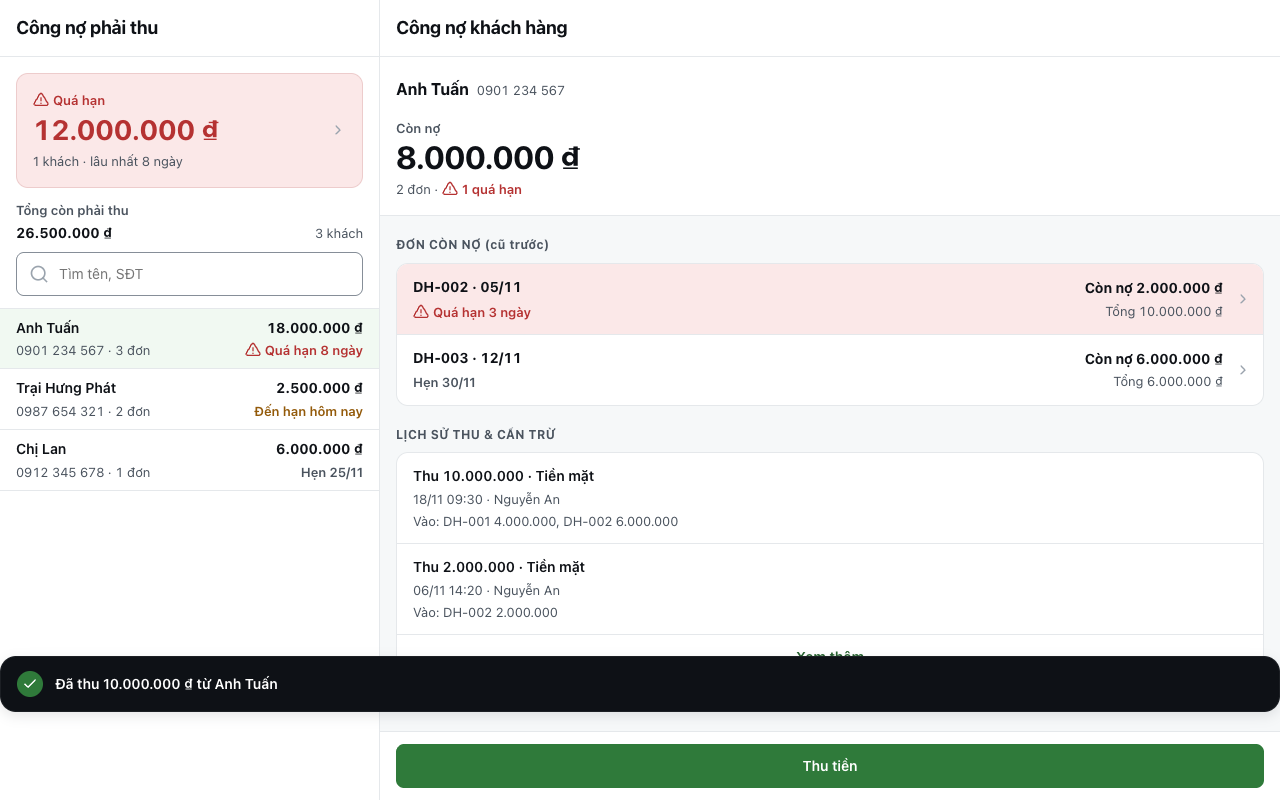 Công nợ phải thu
Quá hạn
12.000.000 ₫
1 khách · lâu nhất 8 ngày
Tổng còn phải thu
26.500.000 ₫ 3 khách
Tìm tên, SĐT
Anh Tuấn 18.000.000 ₫
0901 234 567 · 3 đơn Quá hạn 8 ngày
Trại Hưng Phát 2.500.000 ₫
0987 654 321 · 2 đơn Đến hạn hôm nay
Chị Lan 6.000.000 ₫
0912 345 678 · 1 đơn Hẹn 25/11
Công nợ khách hàng
Anh Tuấn 0901 234 567
Còn nợ
8.000.000 ₫
2 đơn · 1 quá hạn
ĐƠN CÒN NỢ (cũ trước)
DH-002 · 05/11 Còn nợ 2.000.000 ₫
Quá hạn 3 ngày Tổng 10.000.000 ₫
DH-003 · 12/11 Còn nợ 6.000.000 ₫
Hẹn 30/11 Tổng 6.000.000 ₫
LỊCH SỬ THU & CẤN TRỪ
Thu 10.000.000 · Tiền mặt
18/11 09:30 · Nguyễn An
Vào: DH-001 4.000.000, DH-002 6.000.000
Thu 2.000.000 · Tiền mặt
06/11 14:20 · Nguyễn An
Vào: DH-002 2.000.000
Xem thêm
Đã thu 10.000.000 ₫ từ Anh Tuấn
Thu tiền